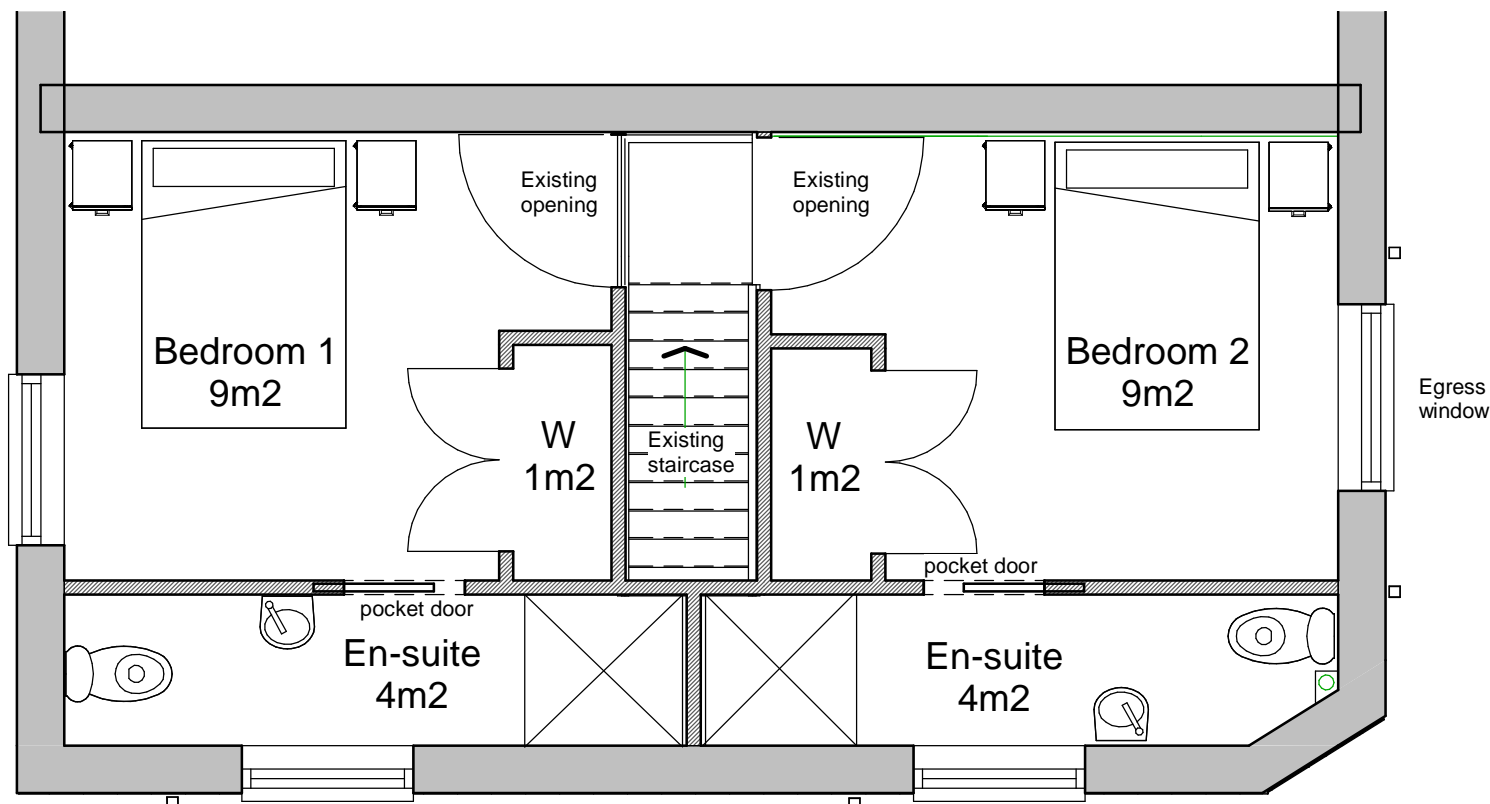 Existing
opening
Existing
opening
Bedroom 1
9m2
Bedroom 2
9m2
Egress
window
W
1m2
Existing
staircase
W
1m2
pocket door
pocket door
En-suite
4m2
En-suite
4m2